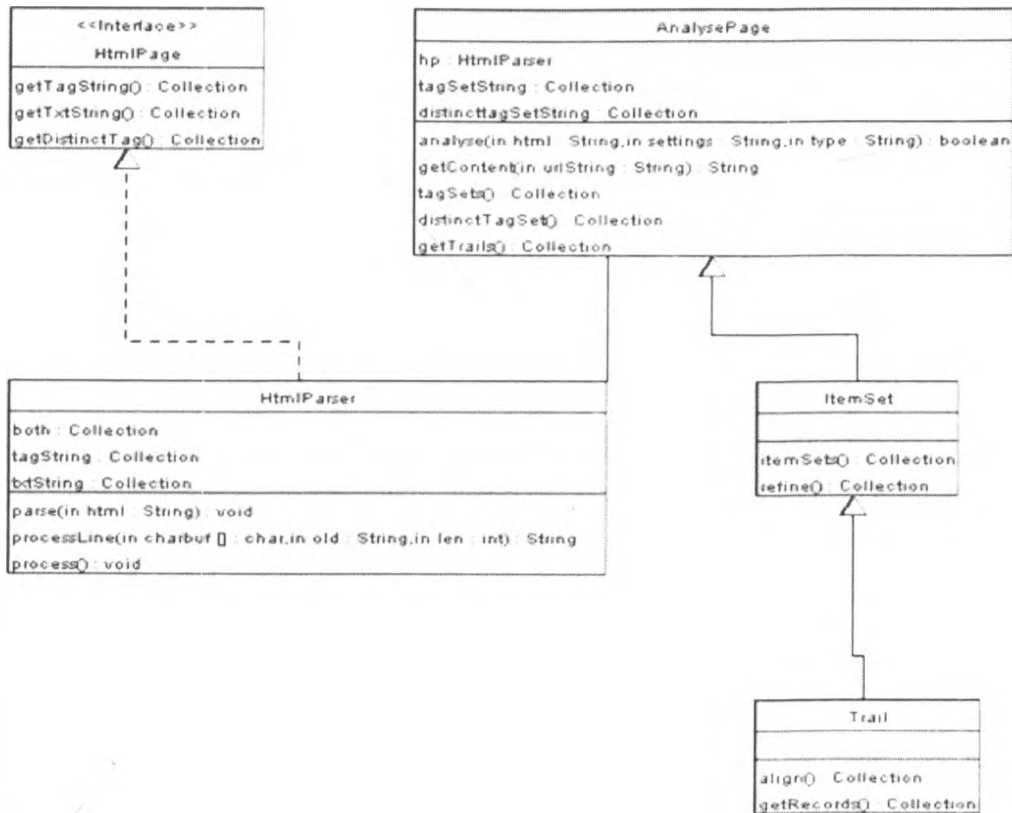 <<Interface>>
HtmlPage
getTagString() : Collection
getTxtString() : Collection
getDistinctTag() : Collection
AnalysePage
hp : HtmlParser
tagSetString : Collection
distincttagSetString : Collection
analyse(in html : String,in settings : String,in type : String) : boolean
getContent(in urlString : String) : String
tagSets() : Collection
distinctTagSet() : Collection
getTrails() : Collection
HtmlParser
both : Collection
tagString : Collection
txtString : Collection
parse(in html : String) : void
processLine(in charbuf [] : char,in old : String,in len : int) : String
process() : void
ItemSet
itemSets() : Collection
refine() : Collection
Trail
align() : Collection
getRecords() : Collection